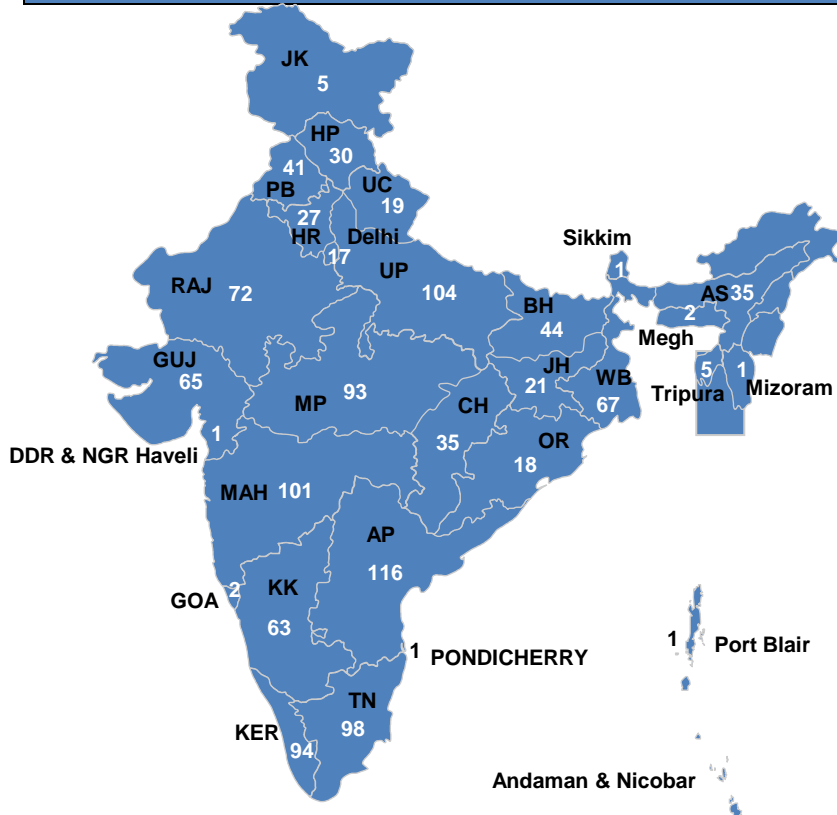 JK
5
HP
30
41
PB
UC
19
27
HR
Delhi
17
Sikkim
1
RAJ
72
UP
104
AS 35
2
BH
44
Megh
GUJ
65
MP
93
JH
21
WB
67
5
1
Tripura
Mizoram
CH
35
OR
18
1
DDR & NGR Haveli
MAH 101
AP
116
2
GOA
KK
63
1
PONDICHERRY
1
Port Blair
TN
98
KER
94
Andaman & Nicobar